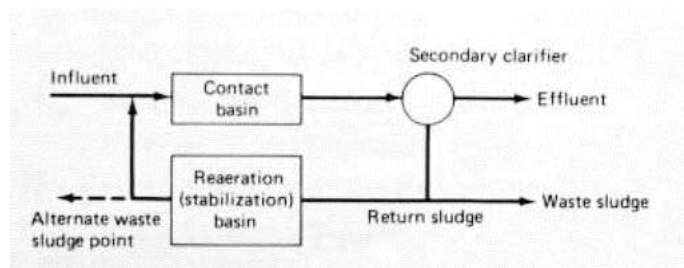 Secondary clarifier
Influent
Contact
basin
Effluent
Reaeration
(stabilization)
basin
Alternate waste
sludge point
Return sludge
Waste sludge